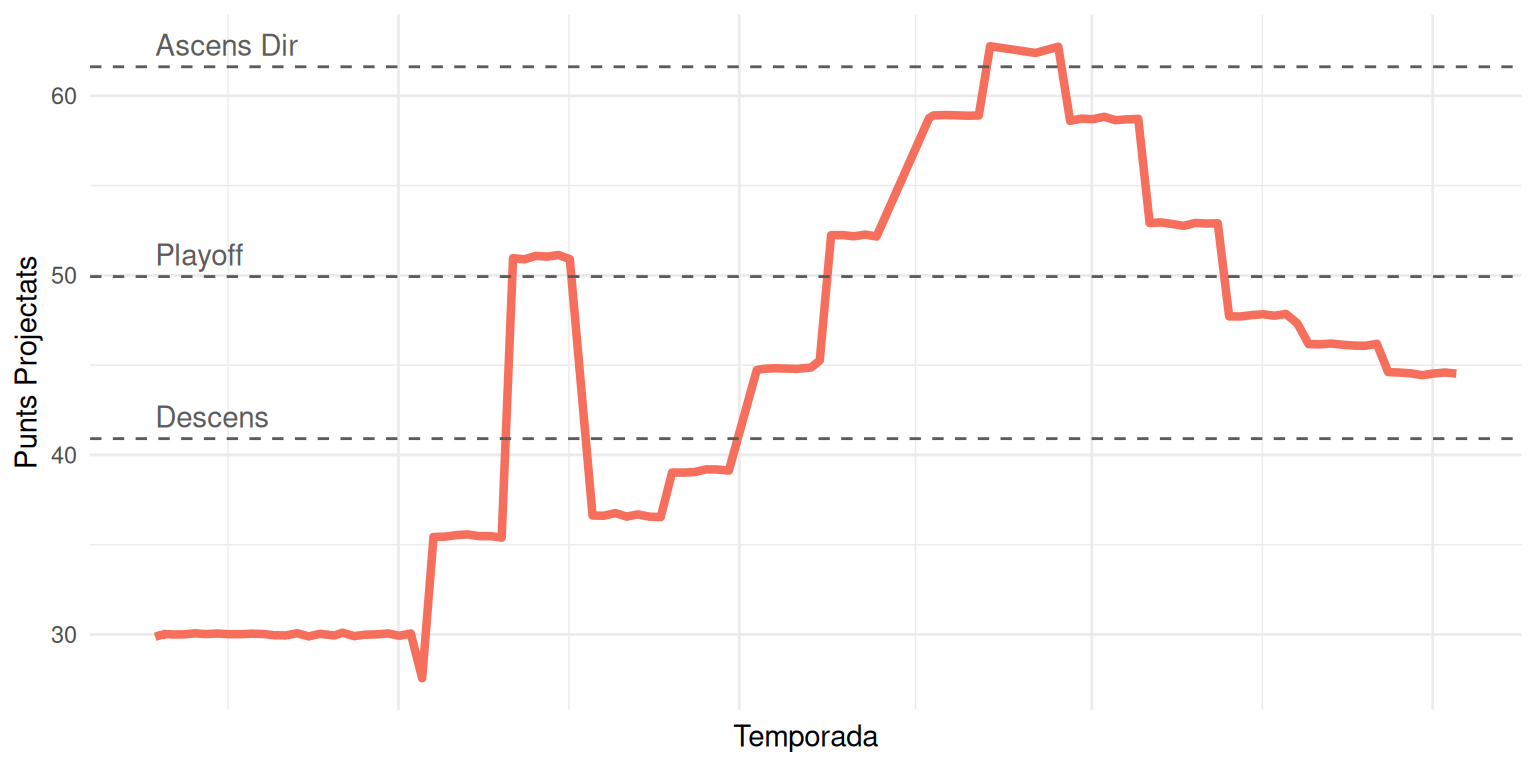 Ascens Dir
60
Playoff
50
Descens
40
30
Punts Projectats
Temporada